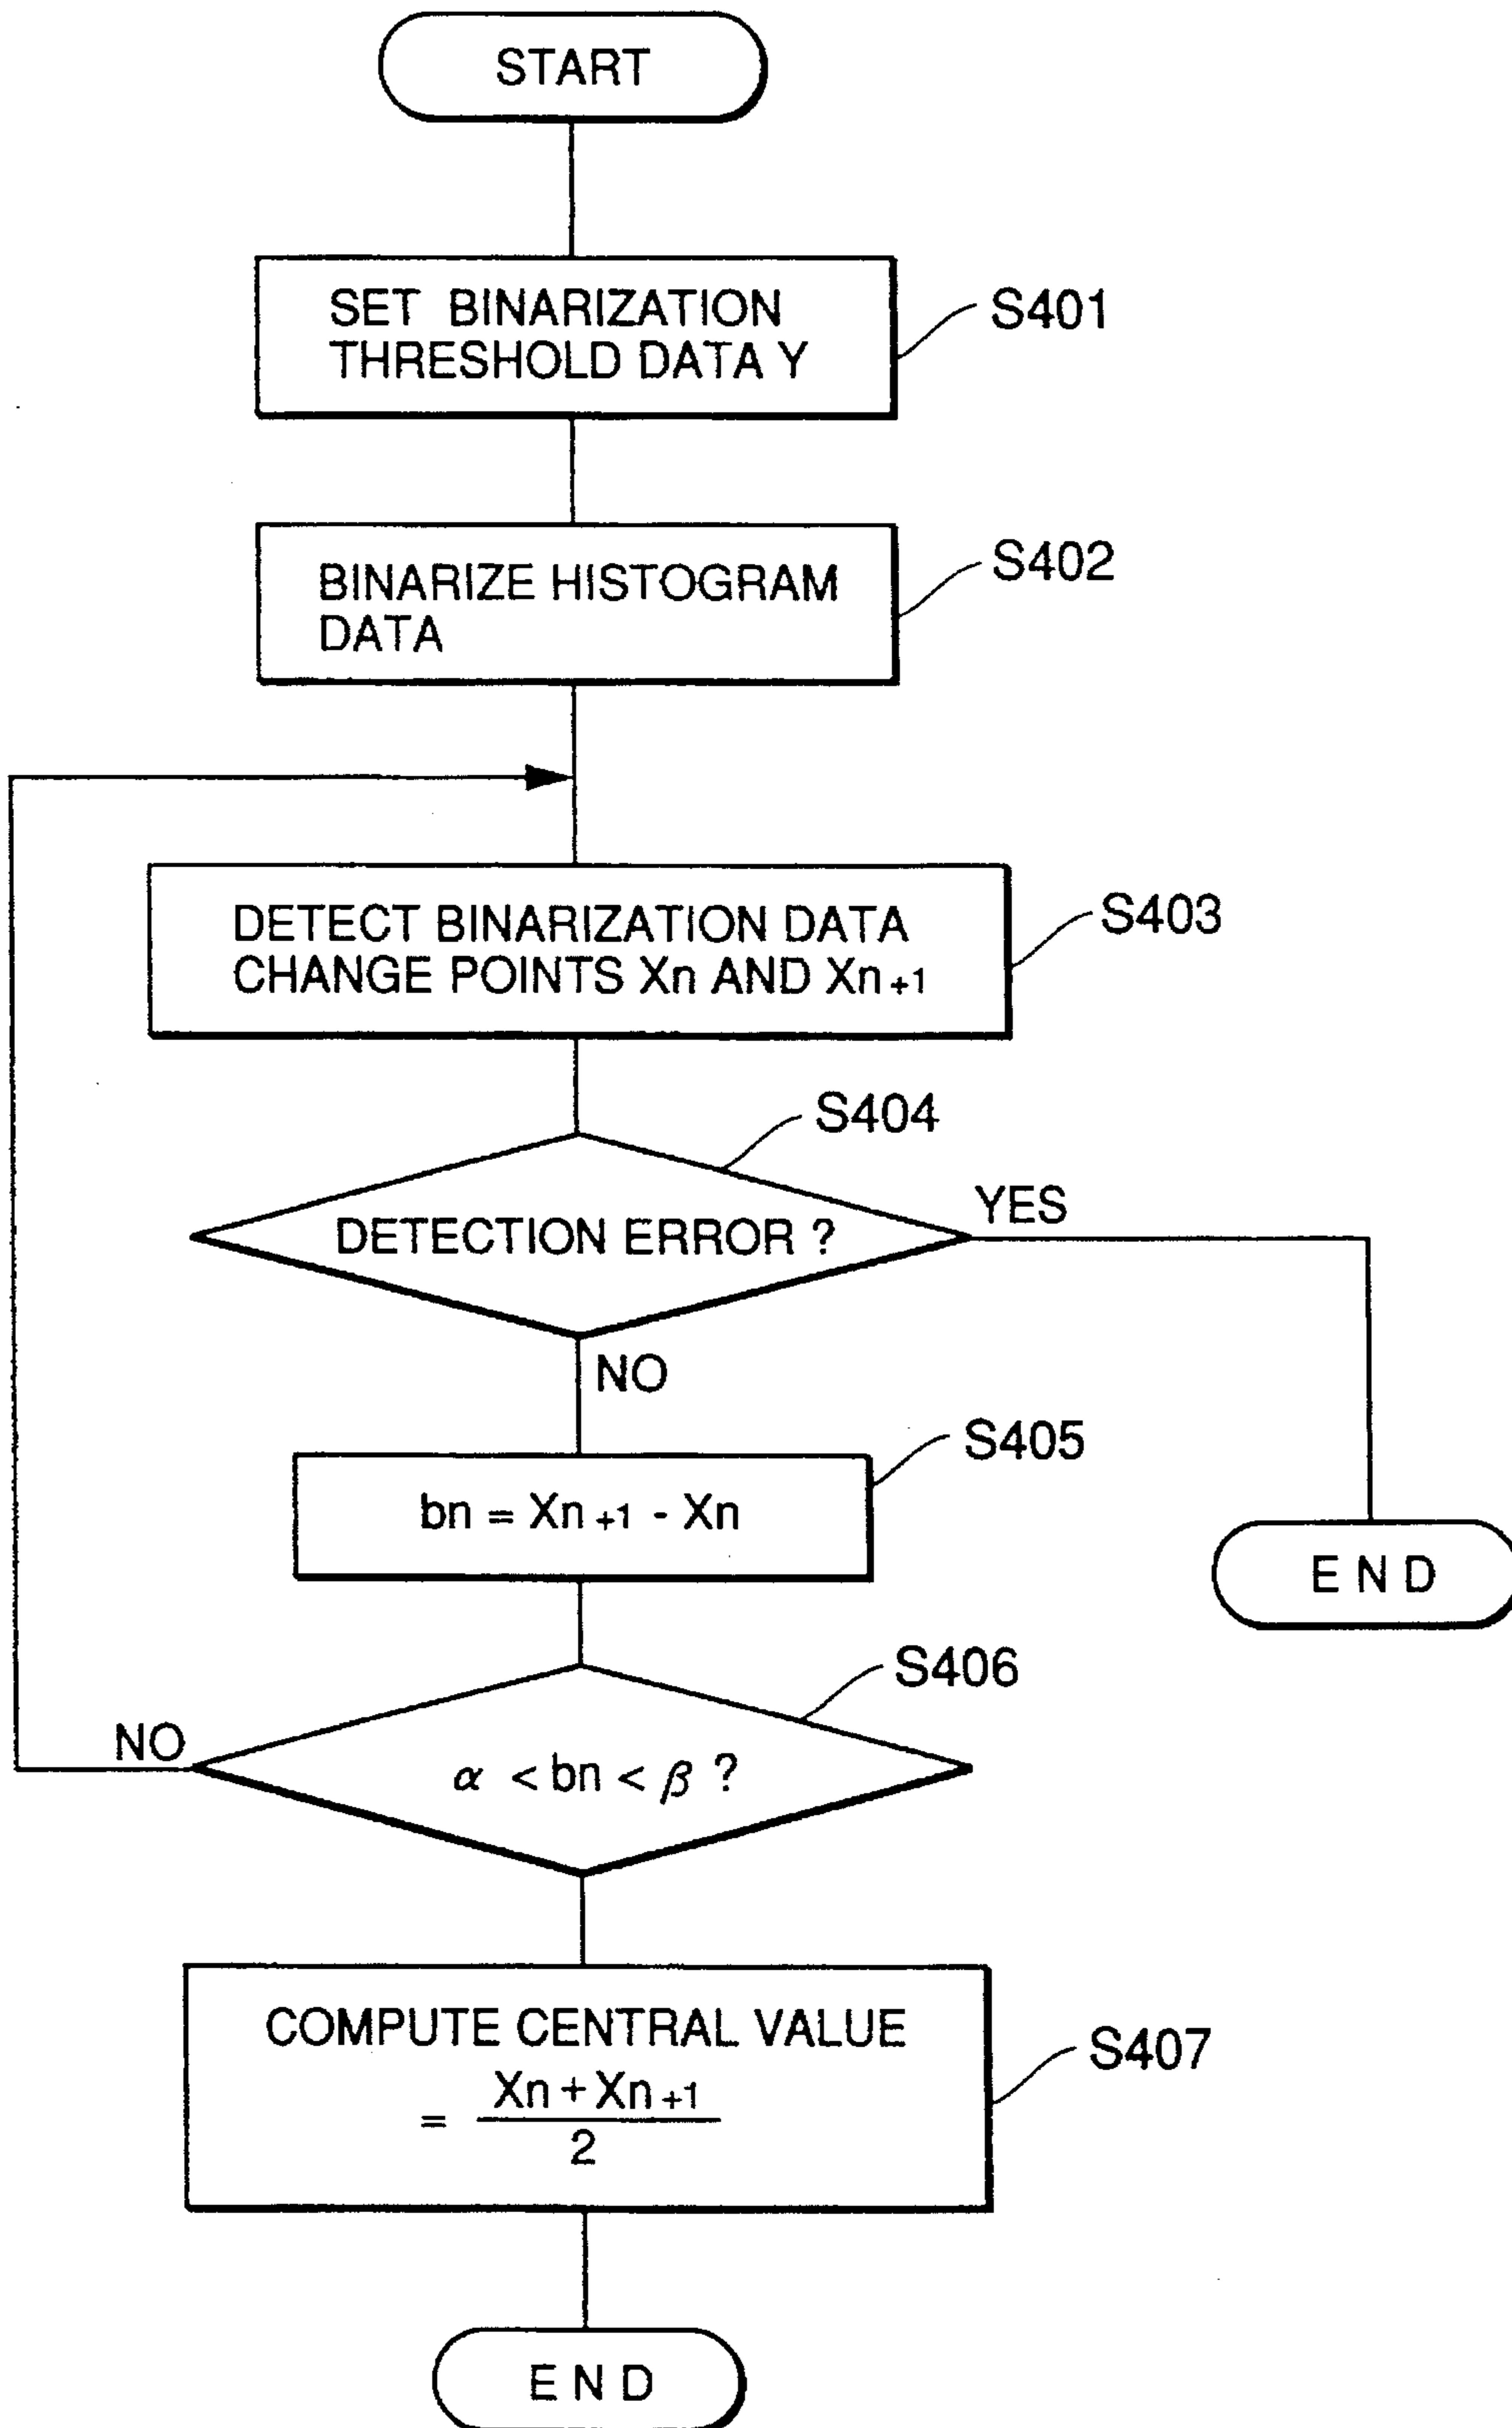 START
SET BINARIZATION
THRESHOLD DATA Y
S401
BINARIZE HISTOGRAM
DATA
S402
DETECT BINARIZATION DATA
CHANGE POINTS Xn AND Xn+1
S403
S404
DETECTION ERROR ?
YES
NO
S405
bn = Xn+1 - Xn
END
S406
NO
α < bn < β ?
COMPUTE CENTRAL VALUE
= Xn + Xn+1
2
S407
END